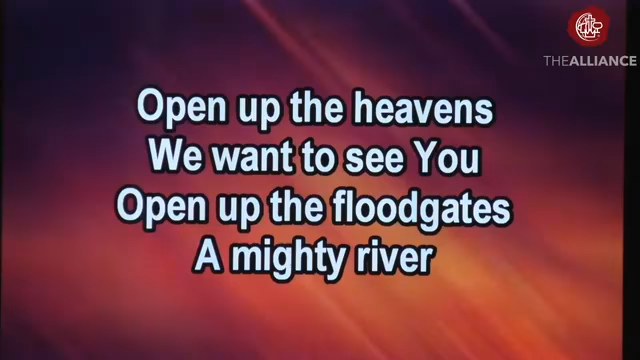 THEALLIANCE
Open up the heavens
We want to see You
Open up the floodgates
A mighty river